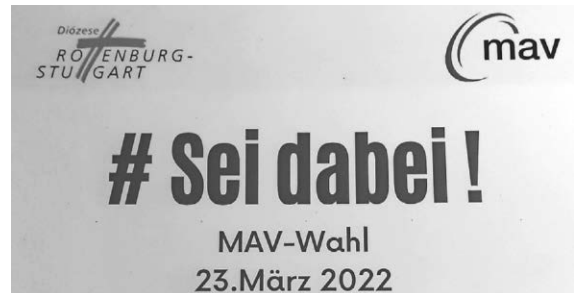 Diözese
ROTTENBURG-
STUTTGART
mav
# Sei dabei !
MAV-Wahl
23.März 2022